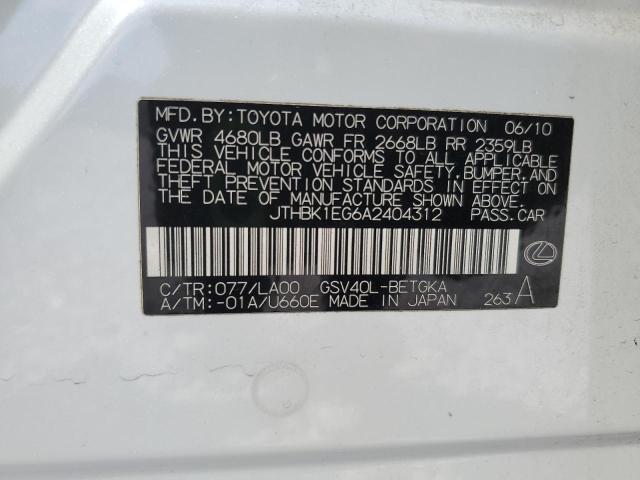 MFD.BY:TOYOTA MOTOR CORPORATION 06/10
GVWR 4680LB GAWR FR 2668LB RR 2359LB
THIS VEHICLE CONFORMS TO ALL APPLICABLE
FEDERAL MOTOR VEHICLE SAFETY,BUMPER,AND
THEFT PREVENTION STANDARDS IN EFFECT ON
THE DATE OF MANUFACTURE SHOWN ABOVE.
JTHBK1EG6A2404312 PASS.CAR
C/TR:077/LA00 GSV40L-BETGKA
A/TM:-01A/U660E MADE IN JAPAN 263 A